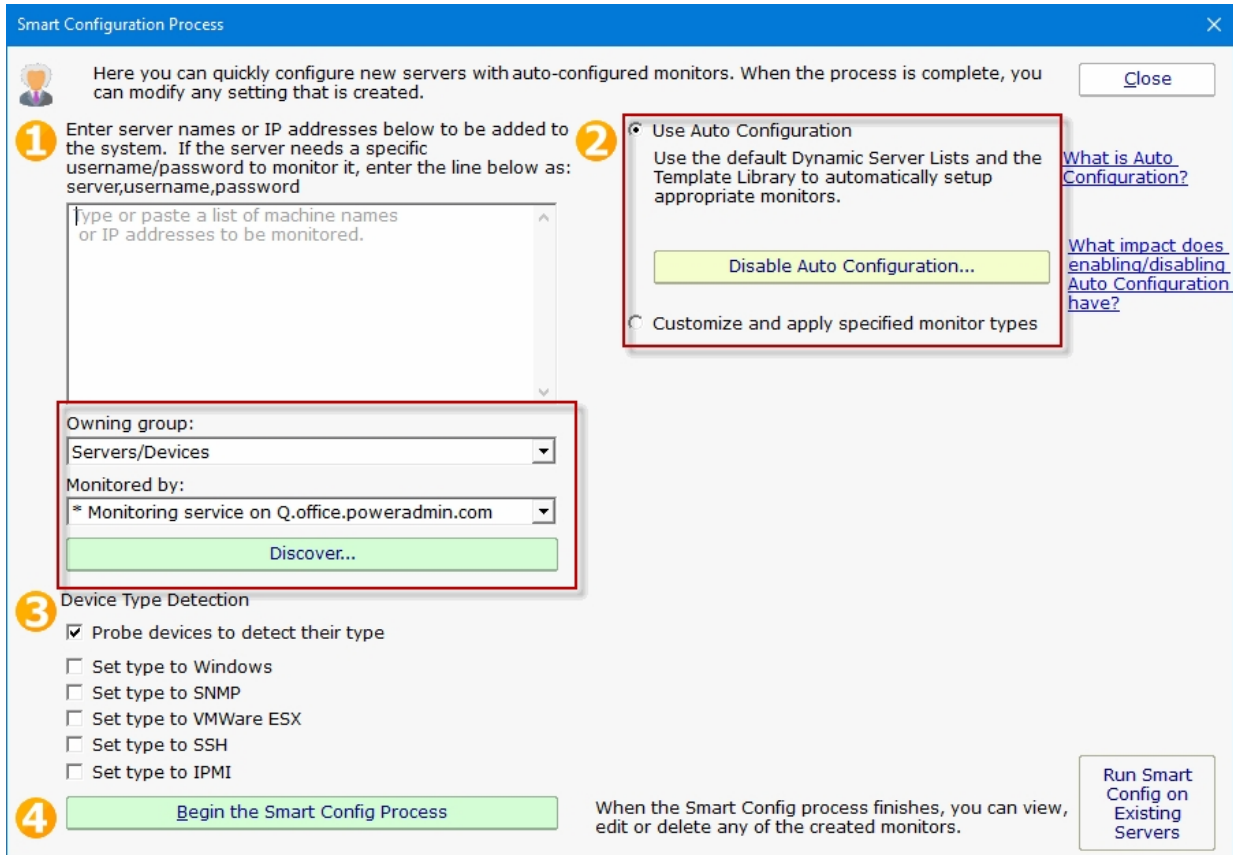 Smart Configuration Process
Here you can quickly configure new servers with auto-configured monitors. When the process is complete, you
can modify any setting that is created.
Close
1
Enter server names or IP addresses below to be added to
the system. If the server needs a specific
username/password to monitor it, enter the line below as:
server,username,password
Type or paste a list of machine names
or IP addresses to be monitored.
Owning group:
Servers/Devices
Monitored by:
* Monitoring service on Q.office.poweradmin.com
Discover...
2
Use Auto Configuration
Use the default Dynamic Server Lists and the
Template Library to automatically setup
appropriate monitors.
Disable Auto Configuration...
Customize and apply specified monitor types
What is Auto
Configuration?
What impact does
enabling/disabling
Auto Configuration
have?
3
Device Type Detection
Probe devices to detect their type
Set type to Windows
Set type to SNMP
Set type to VMWare ESX
Set type to SSH
Set type to IPMI
4
Begin the Smart Config Process
When the Smart Config process finishes, you can view,
edit or delete any of the created monitors.
Run Smart
Config on
Existing
Servers